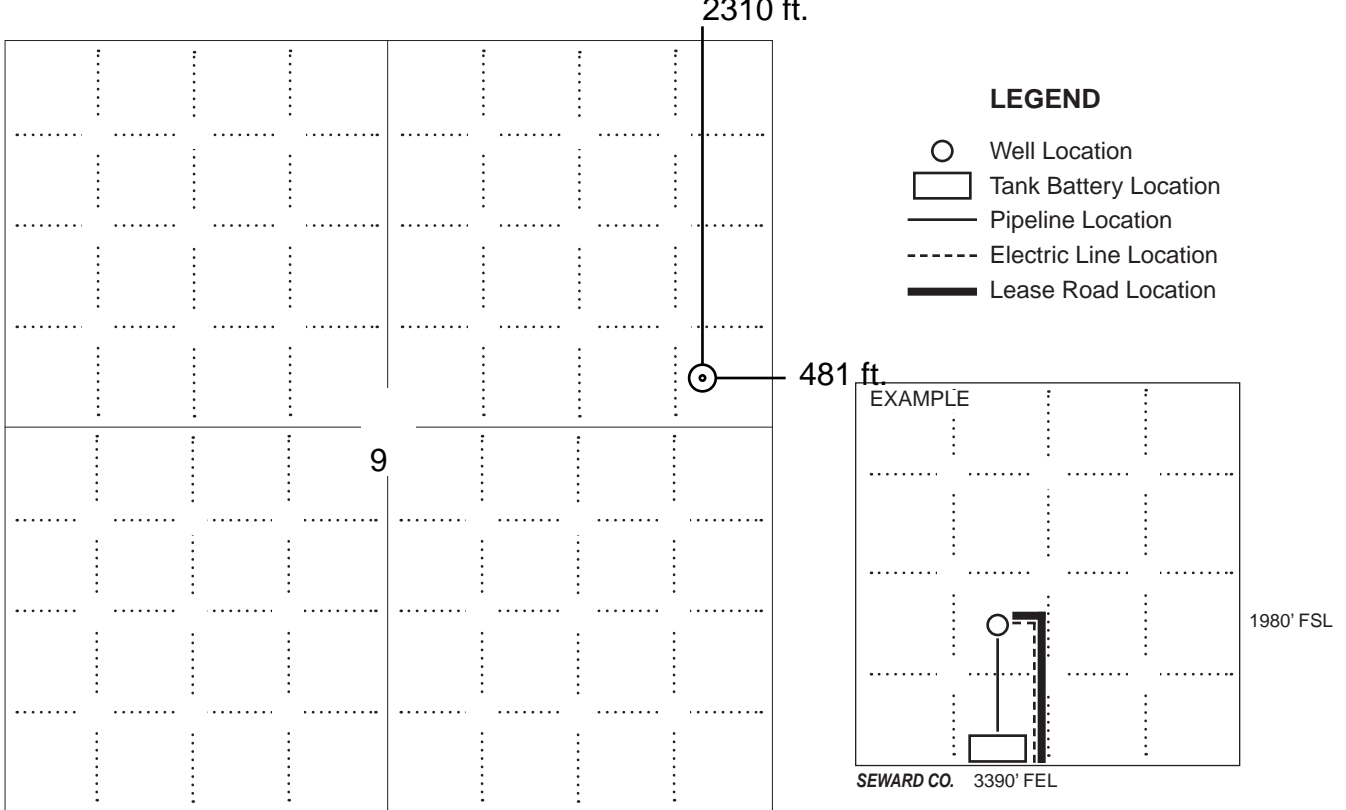 2310 ft.
LEGEND
Well Location
Tank Battery Location
Pipeline Location
Electric Line Location
Lease Road Location
481 ft.
EXAMPLE
9
1980' FSL
SEWARD CO. 3390' FEL